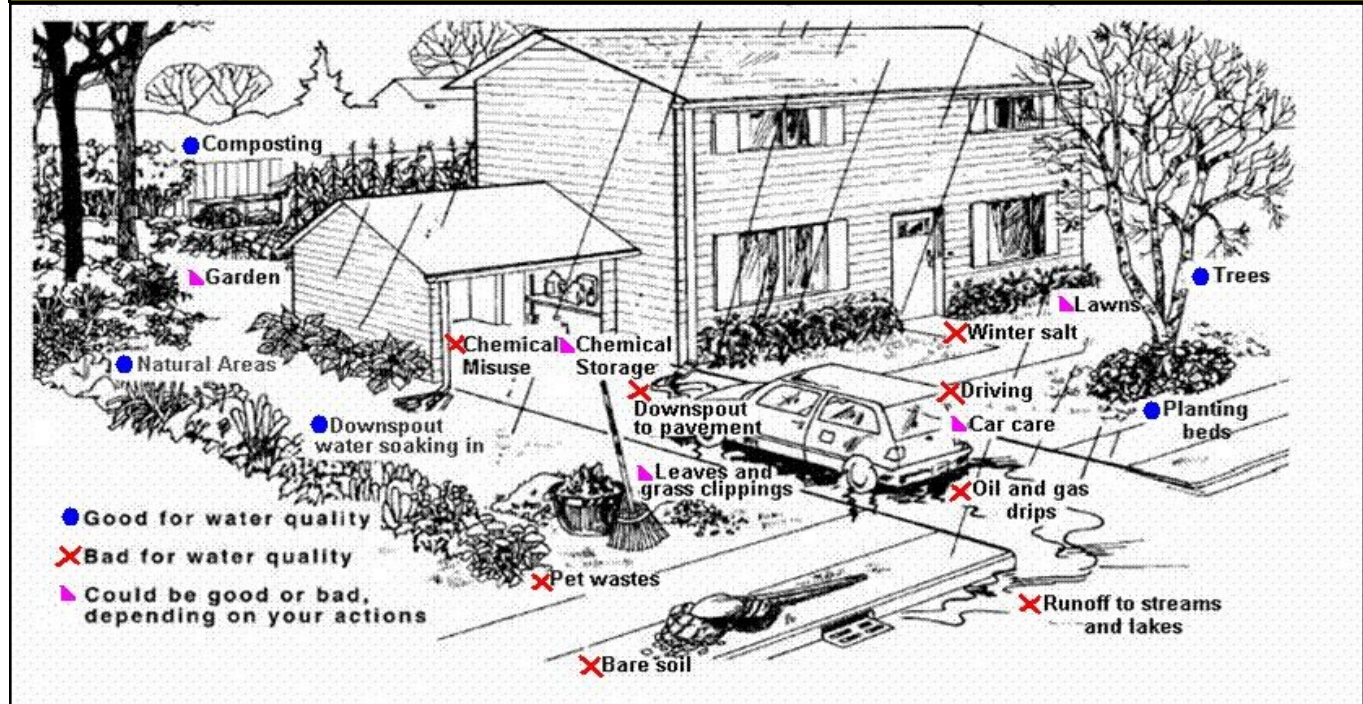 Composting
Garden
Trees
Lawns
Winter salt
Chemical
Misuse
Chemical
Storage
Natural Areas
Driving
Downspout
to pavement
Car care
Planting
beds
Downspout
water soaking in
Leaves and
grass clippings
Oil and gas
drips
Good for water quality
Bad for water quality
Could be good or bad,
depending on your actions
Pet wastes
Runoff to streams
and lakes
Bare soil